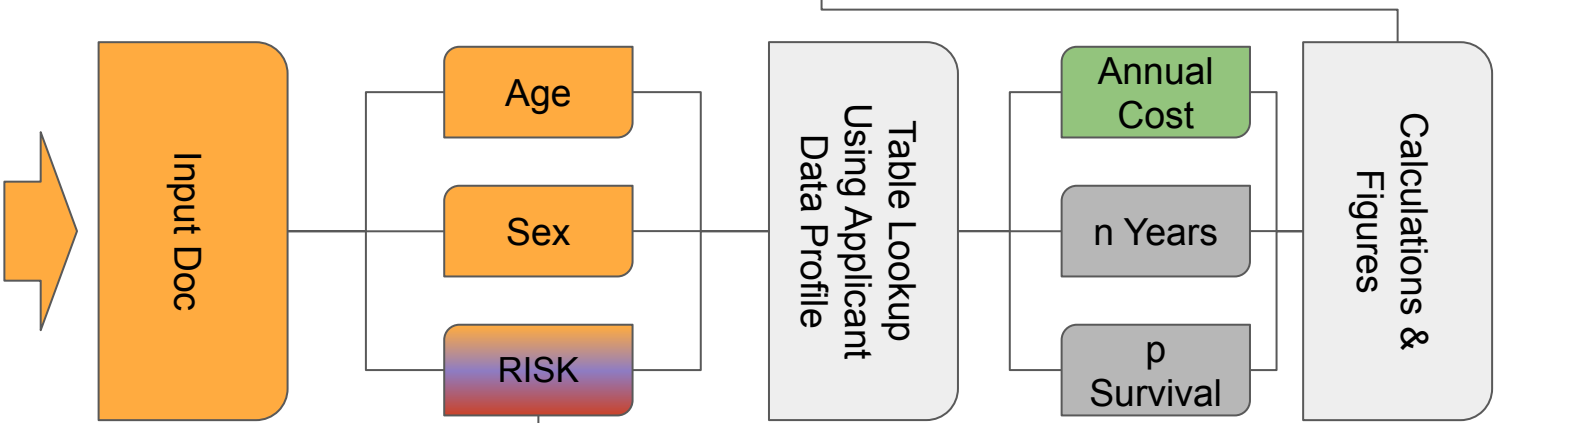 Input Doc
Age
Sex
RISK
Table Lookup
Using Applicant
Data Profile
Annual
Cost
n Years
p
Survival
Calculations &
Figures